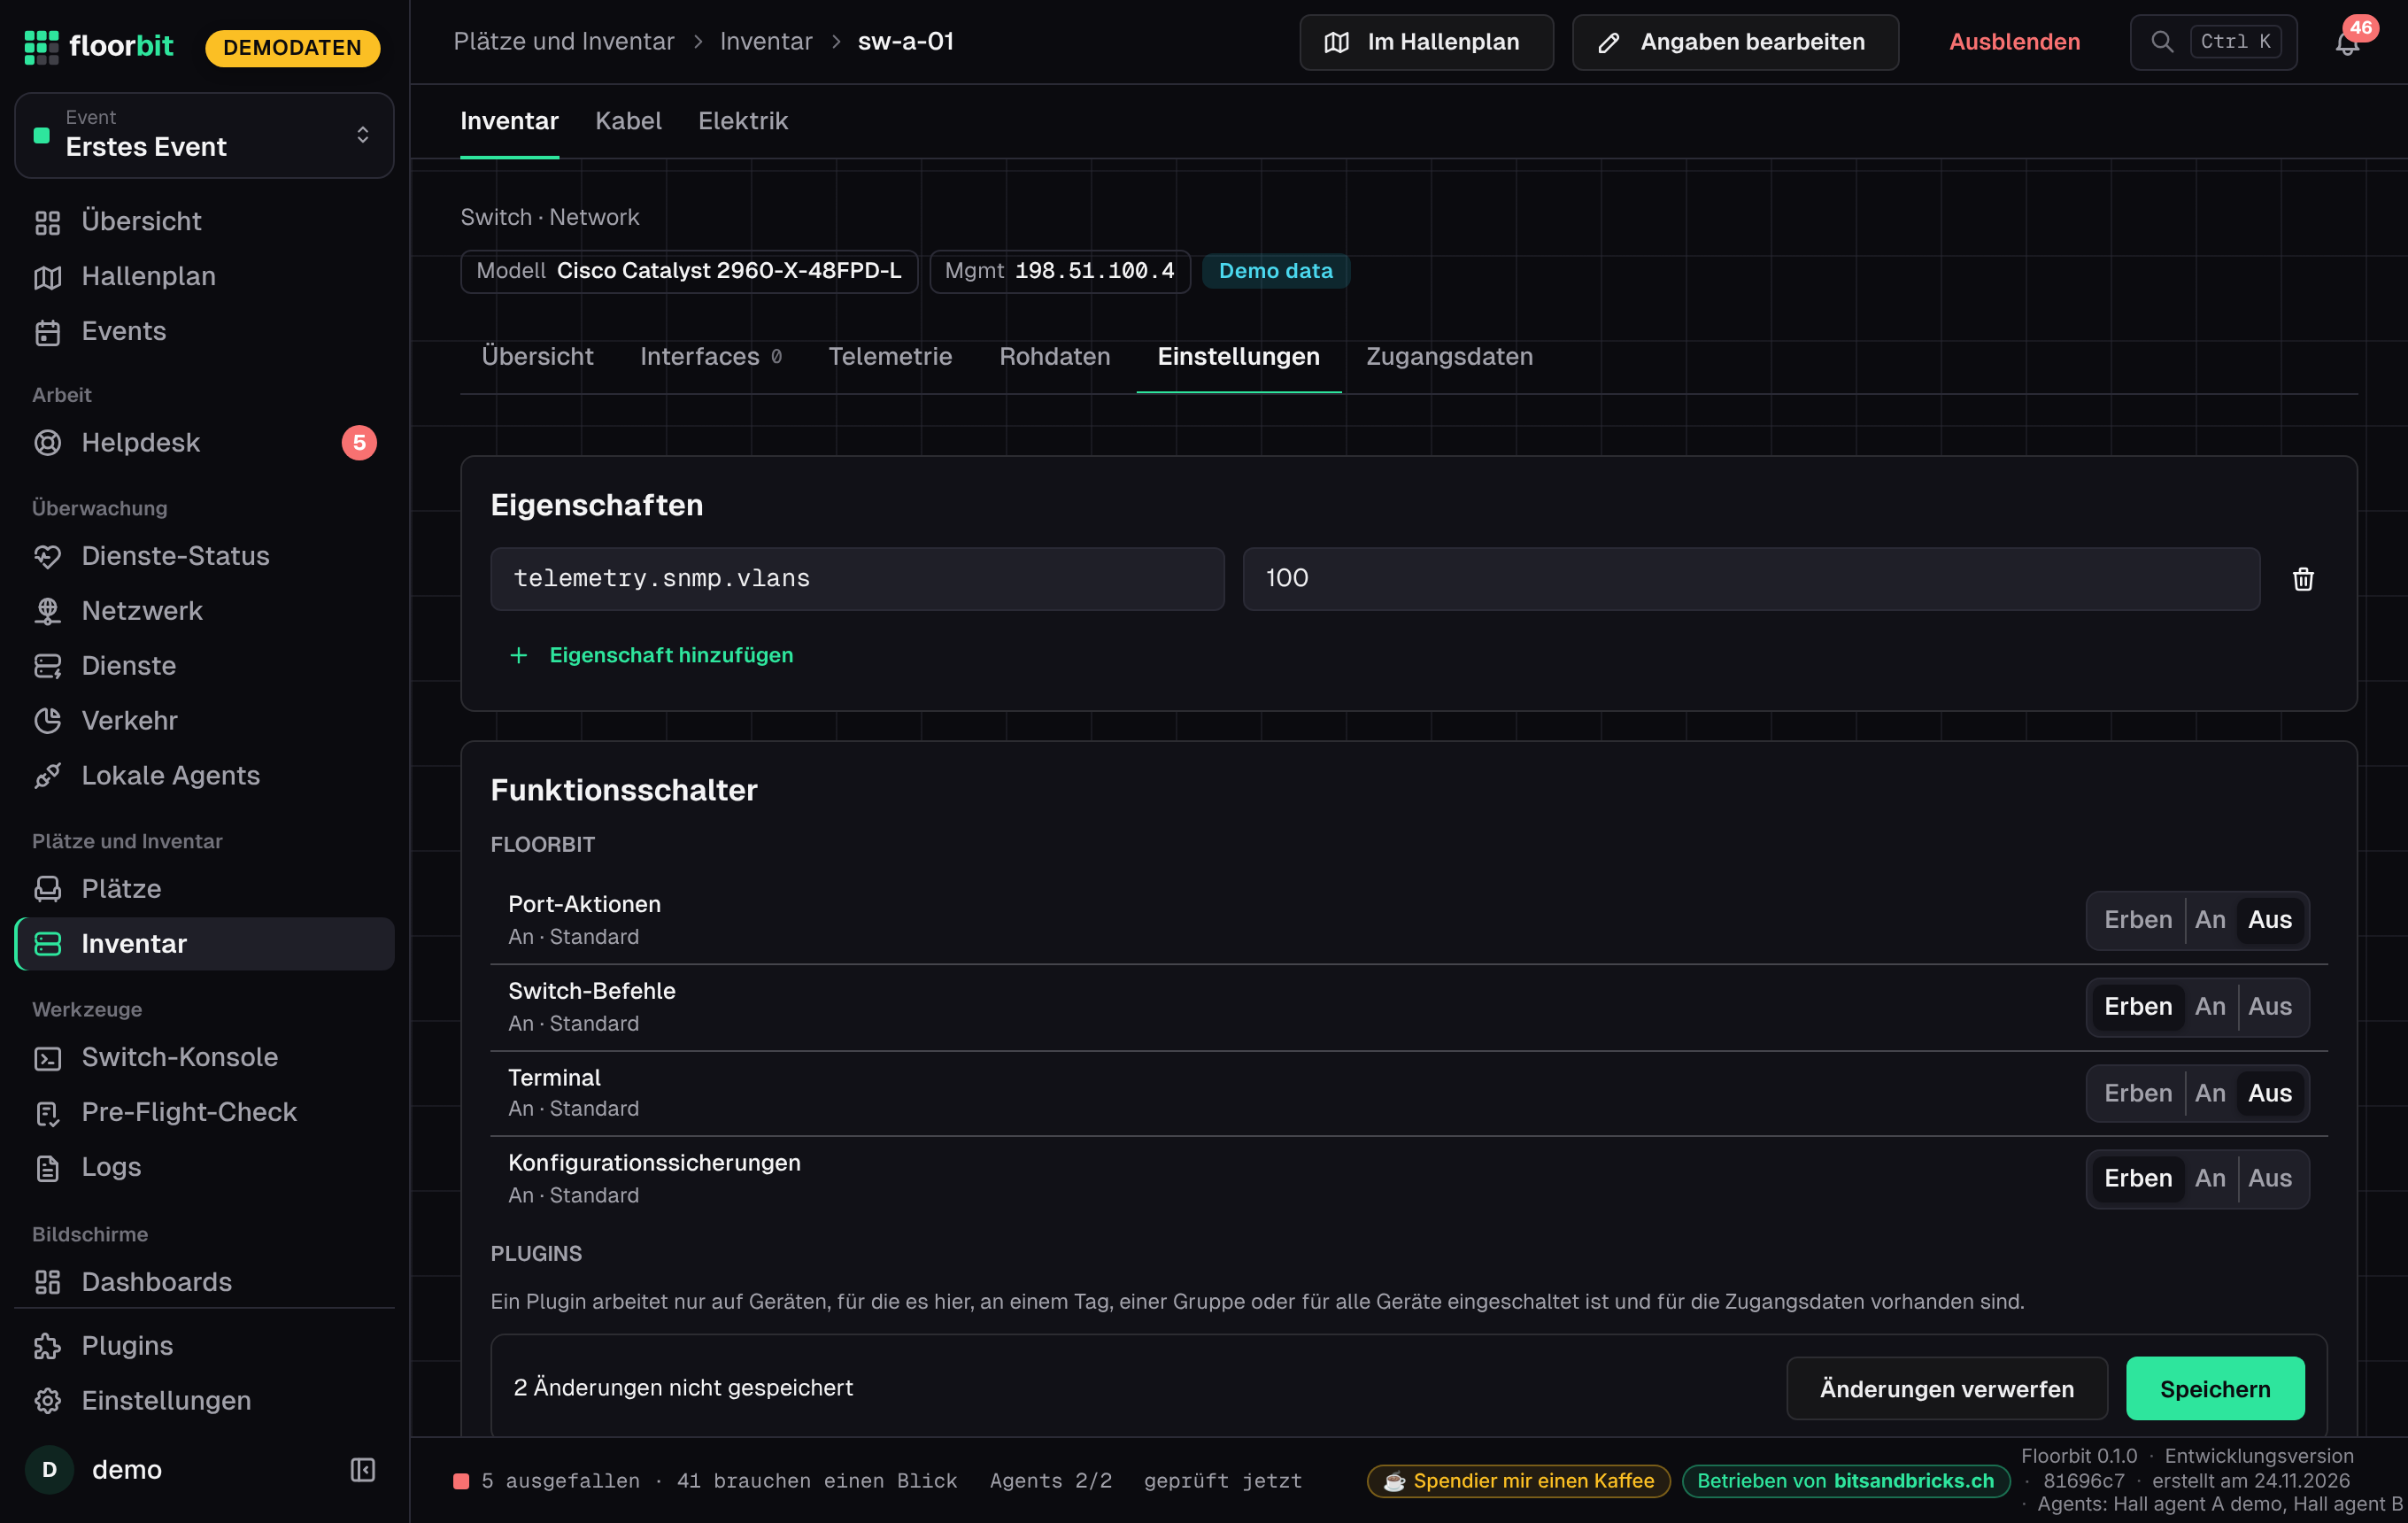 floorbit DEMODATEN
Event
Erstes Event
Übersicht
Hallenplan
Events
Arbeit
Helpdesk 5
Überwachung
Dienste-Status
Netzwerk
Dienste
Verkehr
Lokale Agents
Plätze und Inventar
Plätze
Inventar
Werkzeuge
Switch-Konsole
Pre-Flight-Check
Logs
Bildschirme
Dashboards
Plugins
Einstellungen
D demo
Plätze und Inventar > Inventar > sw-a-01
Im Hallenplan
Angaben bearbeiten
Ausblenden
Ctrl K
46
Inventar Kabel Elektrik
Switch · Network
Modell Cisco Catalyst 2960-X-48FPD-L Mgmt 198.51.100.4 Demo data
Übersicht Interfaces 0 Telemetrie Rohdaten Einstellungen Zugangsdaten
Eigenschaften
telemetry.snmp.vlans 100
+ Eigenschaft hinzufügen
Funktionsschalter
FLOORBIT
Port-Aktionen
An · Standard
Erben An Aus
Switch-Befehle
An · Standard
Erben An Aus
Terminal
An · Standard
Erben An Aus
Konfigurationssicherungen
An · Standard
Erben An Aus
PLUGINS
Ein Plugin arbeitet nur auf Geräten, für die es hier, an einem Tag, einer Gruppe oder für alle Geräte eingeschaltet ist und für die Zugangsdaten vorhanden sind.
2 Änderungen nicht gespeichert
Änderungen verwerfen
Speichern
5 ausgefallen · 41 brauchen einen Blick Agents 2/2 geprüft jetzt
Spendier mir einen Kaffee
Betrieben von bitsandbricks.ch
Floorbit 0.1.0 · Entwicklungsversion
· 81696c7 · erstellt am 24.11.2026
· Agents: Hall agent A demo, Hall agent B